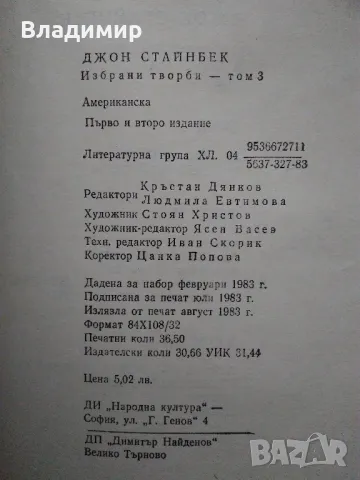 Владимир
ДЖОН СТАЙНБЕК
Избрани творби — том 3
Американска
Първо и второ издание
Литературна група ХЛ. 04 9536672711
5637-327-83
Редактори Кръстан Дянков
Людмила Евтимова
Художник Стоян Христов
Художник-редактор Ясен Васев
Техн. редактор Иван Скорик
Коректор Цанка Попова
Дадена за набор февруари 1983 г.
Подписана за печат юли 1983 г.
Излязла от печат август 1983 г.
Формат 84Х108/32
Печатни коли 36,50
Издателски коли 30,66 УИК 31,44
Цена 5,02 лв.
ДИ „Народна култура" —
София, ул. „Г. Генов" 4
ДП „Димитър Найденов"
Велико Търново
BAZAR